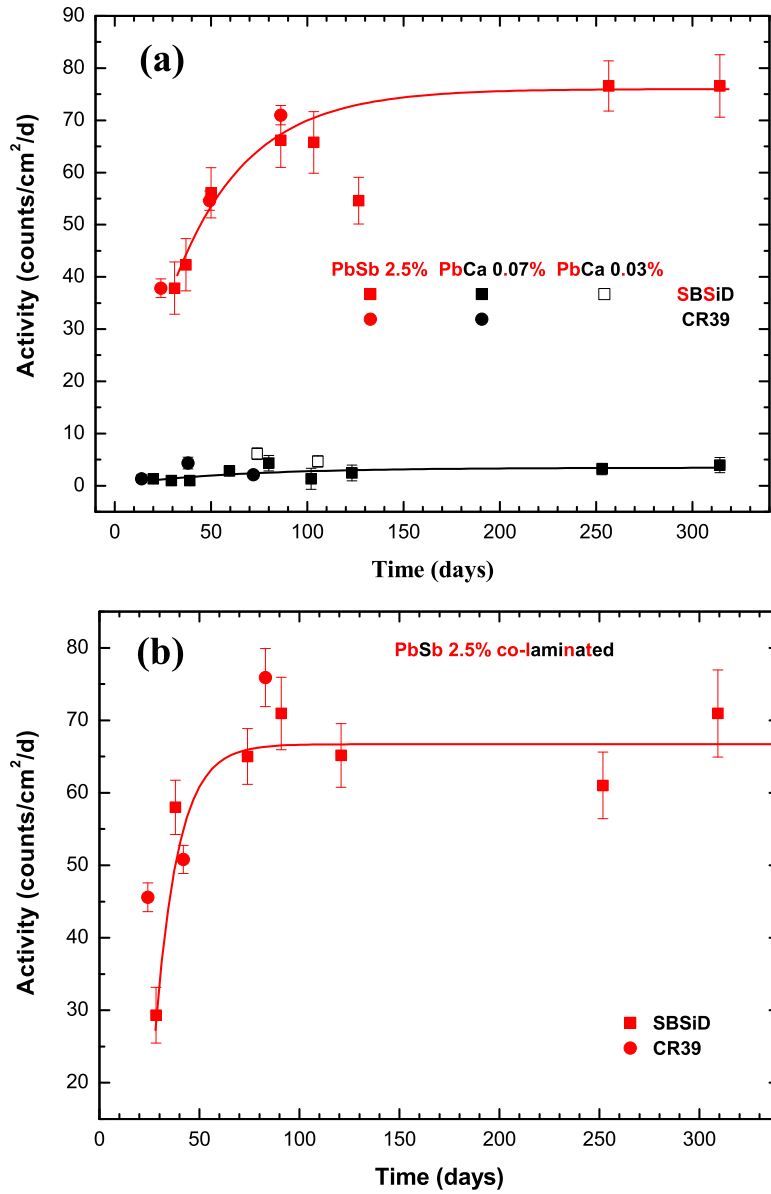 90
80
70
60
50
40
30
20
10
0
Activity (counts/cm²/d)
(a)
PbSb 2.5% PbCa 0.07% PbCa 0.03%
SBSiD
CR39
0 50 100 150 200 250 300
Time (days)
80
70
60
50
40
30
20
Activity (counts/cm²/d)
(b)
PbSb 2.5% co-laminated
SBSiD
CR39
0 50 100 150 200 250 300
Time (days)